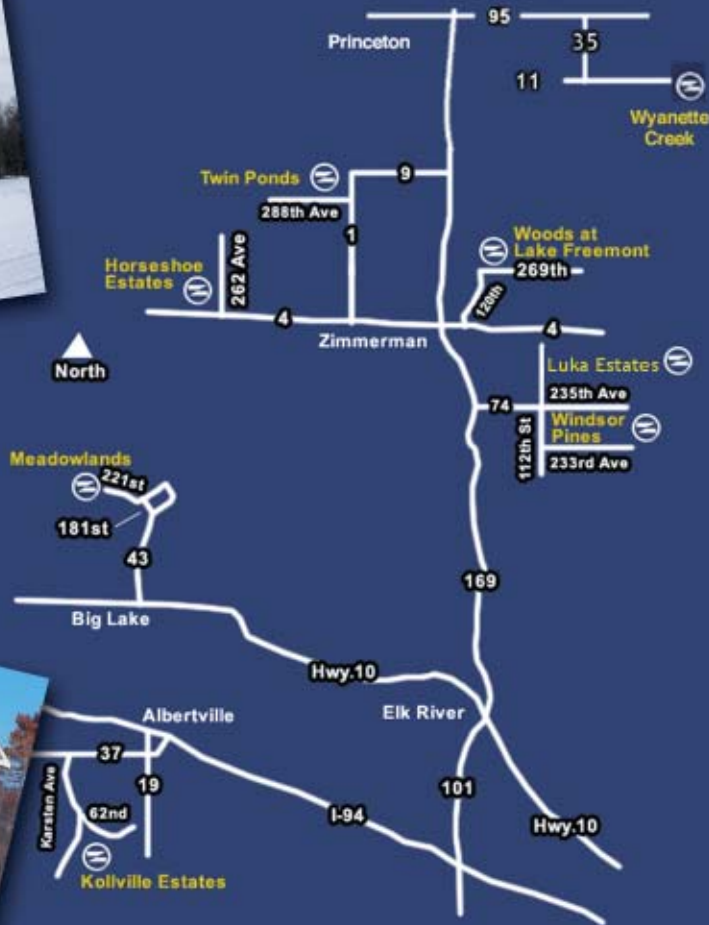 95
Princeton
35
11
Wyanette
Creek
Twin Ponds
9
288th Ave
1
Woods at
Lake Freemont
269th
120th
Horseshoe
Estates
262 Ave
4
Zimmerman
4
North
Luka Estates
74
235th Ave
112th St
Windsor
Pines
233rd Ave
Meadowlands
221st
181st
43
169
Big Lake
Hwy.10
Elk River
Albertville
37
19
Karsten Ave
62nd
101
I-94
Hwy.10
Kollville Estates